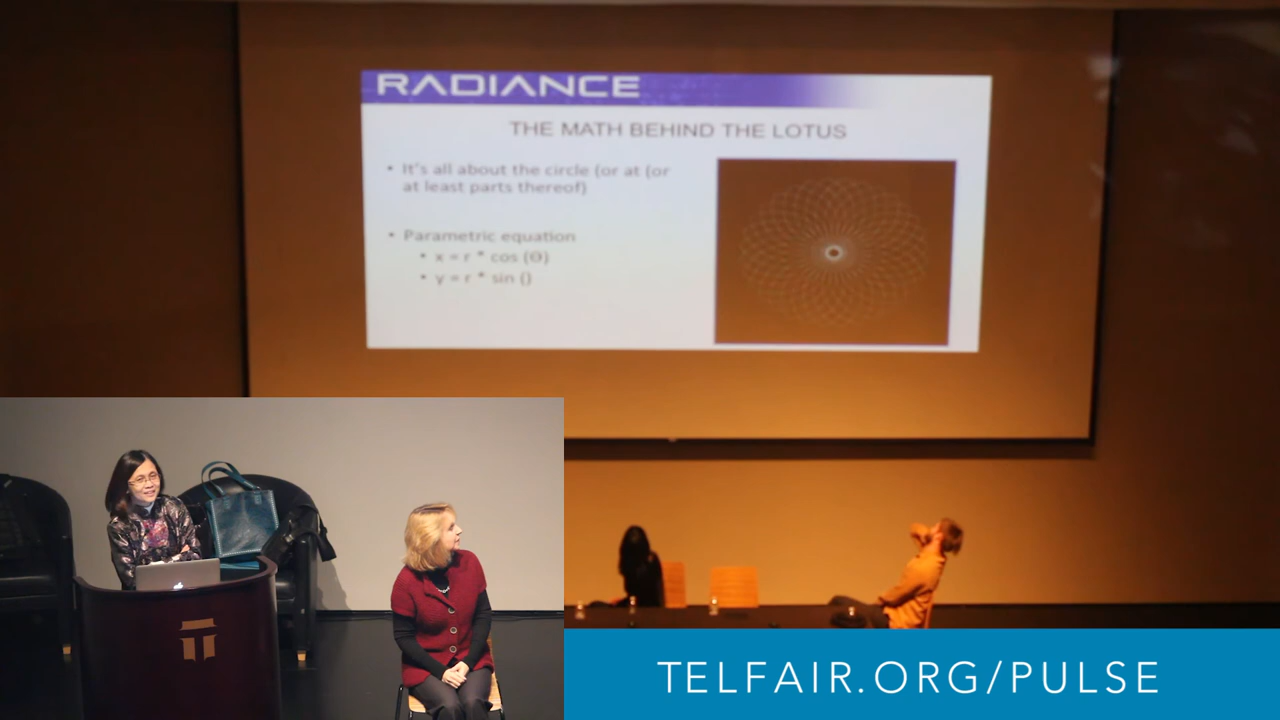 RADIANCE
THE MATH BEHIND THE LOTUS
• It's all about the circle (or at (or
at least parts thereof)
• Parametric equation
• x = r * cos (Θ)
• y = r * sin ()
TELFAIR.ORG/PULSE